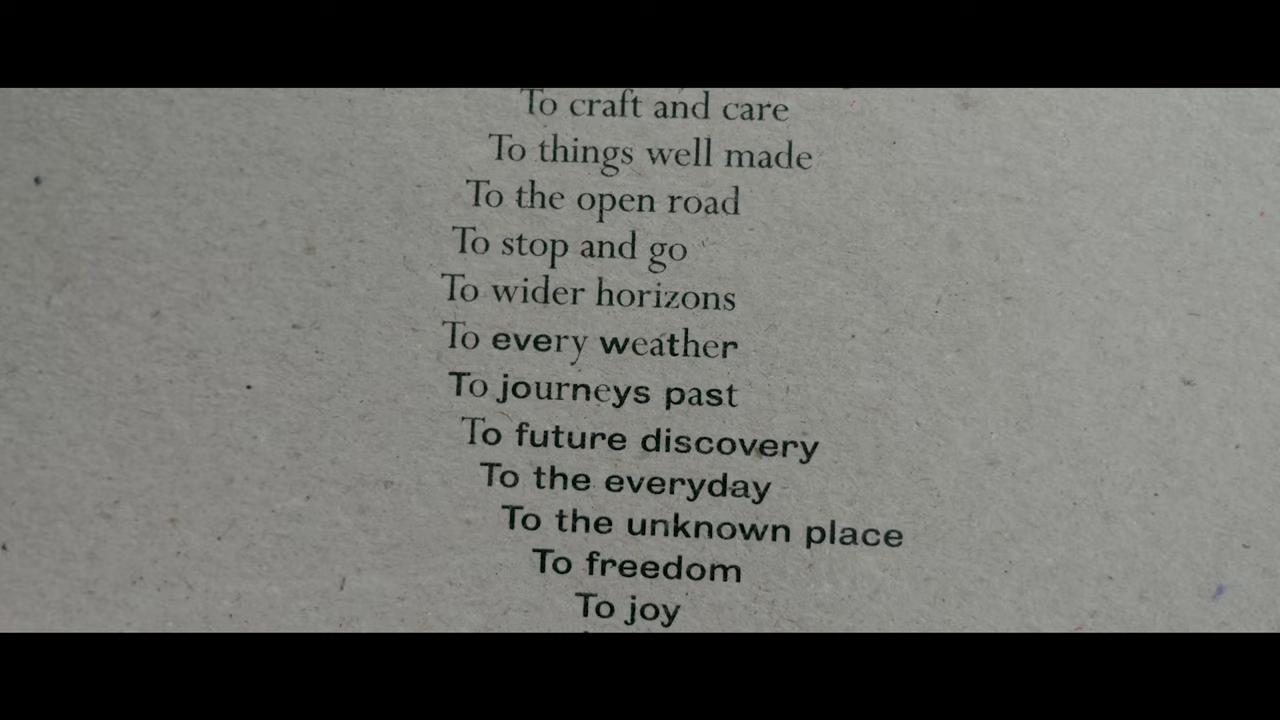 To craft and care
To things well made
To the open road
To stop and go
To wider horizons
To every weather
To journeys past
To future discovery
To the everyday
To the unknown place
To freedom
To joy